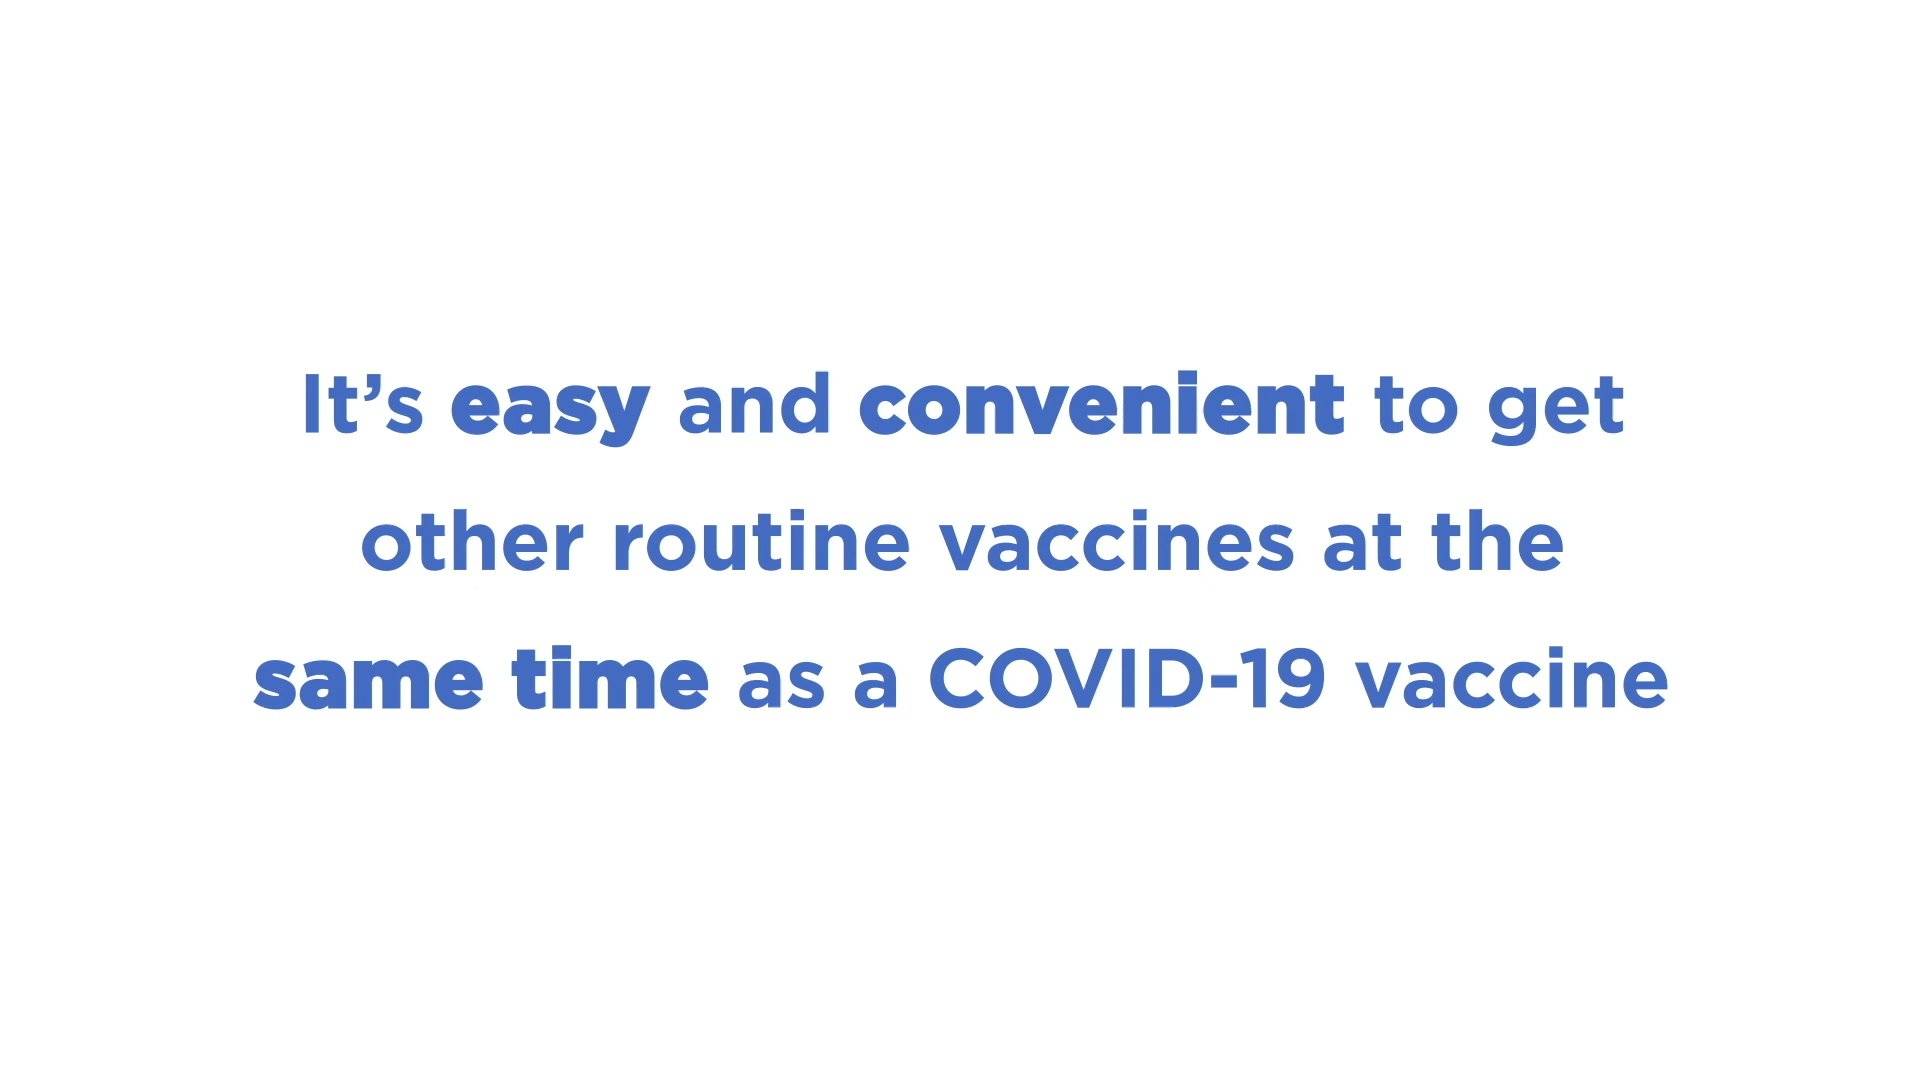 It’s easy and convenient to get
other routine vaccines at the
same time as a COVID-19 vaccine